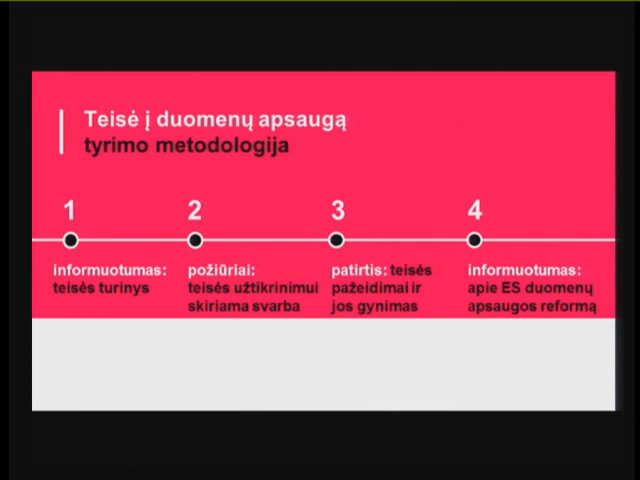 Teisė į duomenų apsaugą
tyrimo metodologija
1
2
3
4
informuotumas:
teisės turinys
požiūriai:
teisės užtikrinimui
skiriama svarba
patirtis: teisės
pažeidimai ir
jos gynimas
informuotumas:
apie ES duomenų
apsaugos reformą